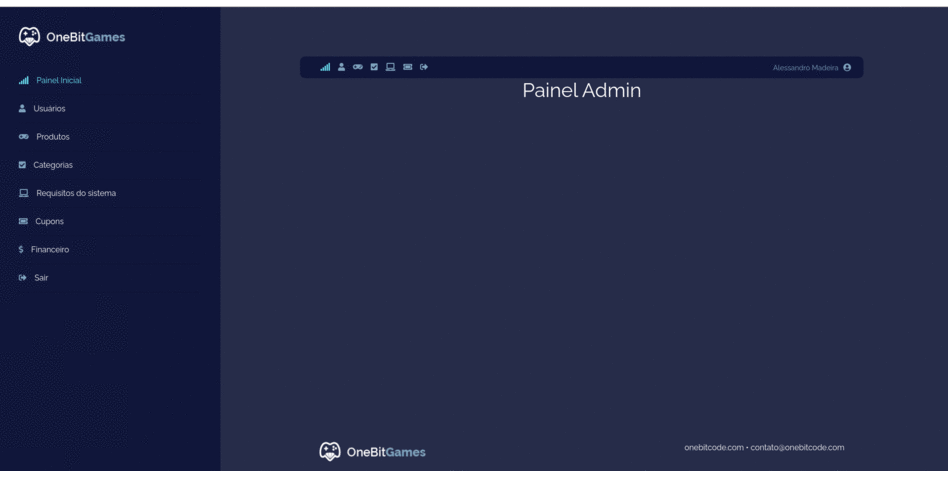 OneBitGames
Painel Inicial
Usuários
Produtos
Categorias
Requisitos do sistema
Cupons
Financeiro
Sair
Alessandro Madeira
Painel Admin
OneBitGames
onebitcode.com • contato@onebitcode.com